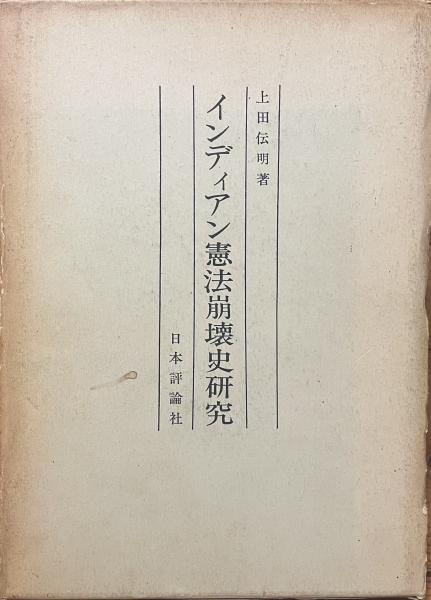 上田伝明著
インディアン憲法崩壊史研究
日本評論社